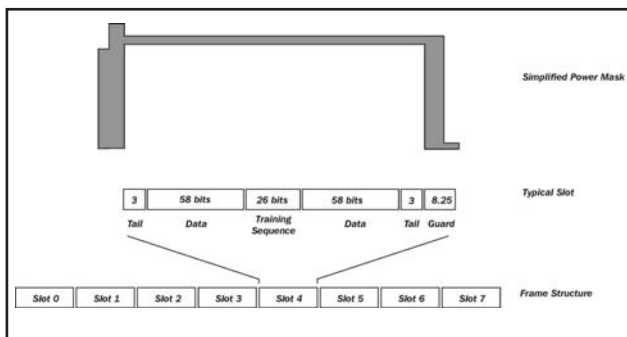 Simplified Power Mask
3 58 bits 26 bits 58 bits 3 8.25 Typical Slot
Tail Data Training Sequence Data Tail Guard
Slot 0 Slot 1 Slot 2 Slot 3 Slot 4 Slot 5 Slot 6 Slot 7 Frame Structure